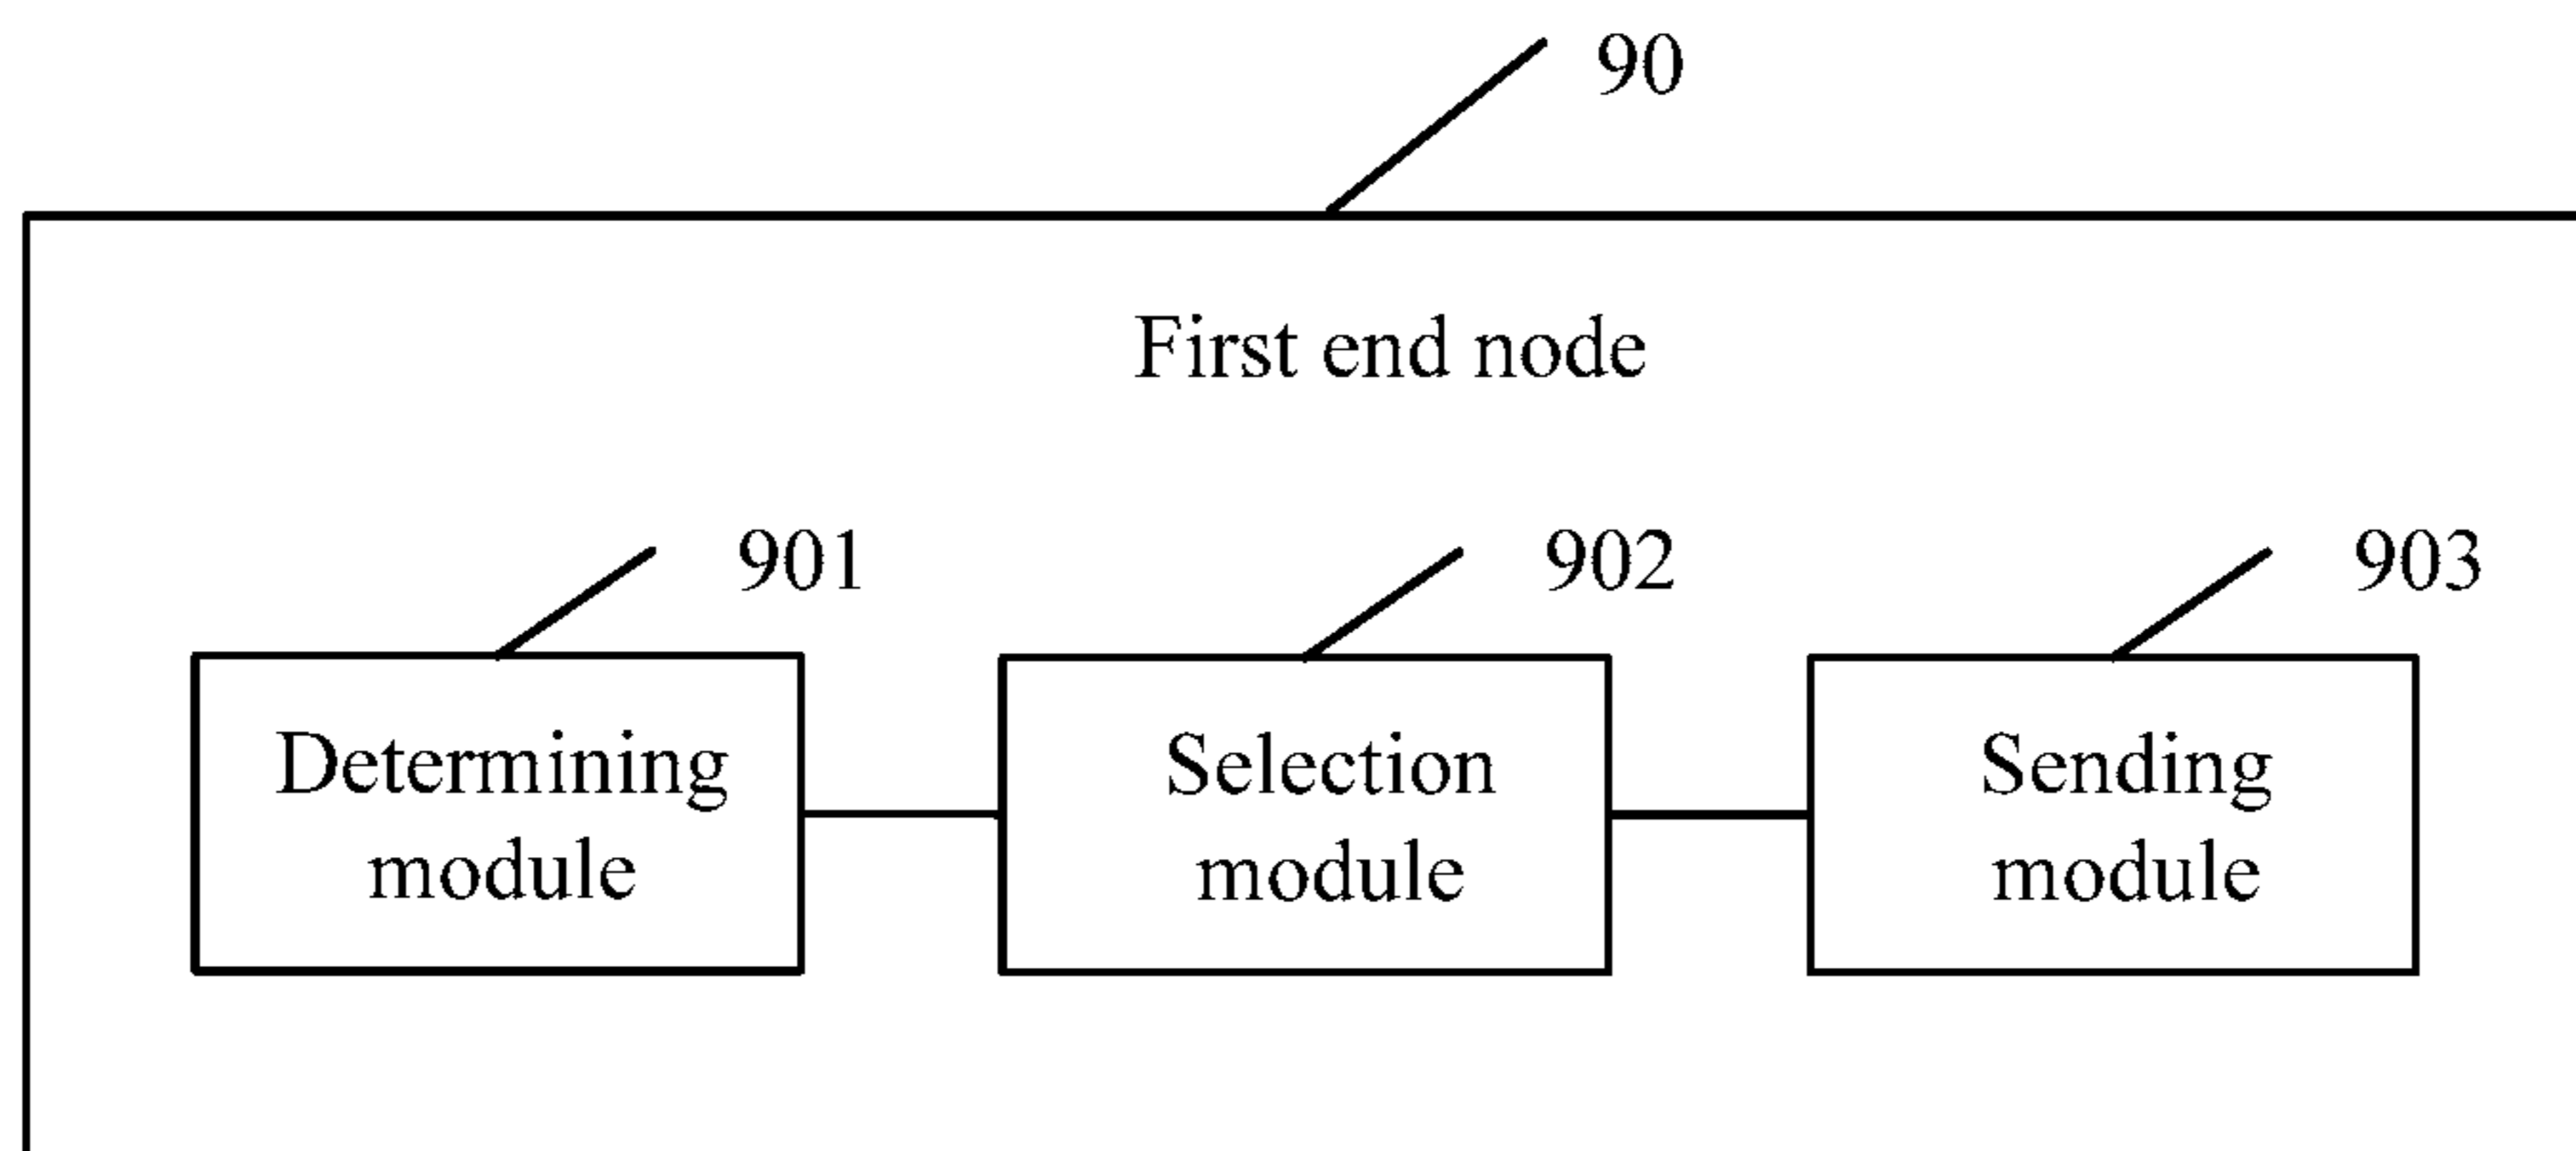 90
First end node
901
902
903
Determining
module
Selection
module
Sending
module